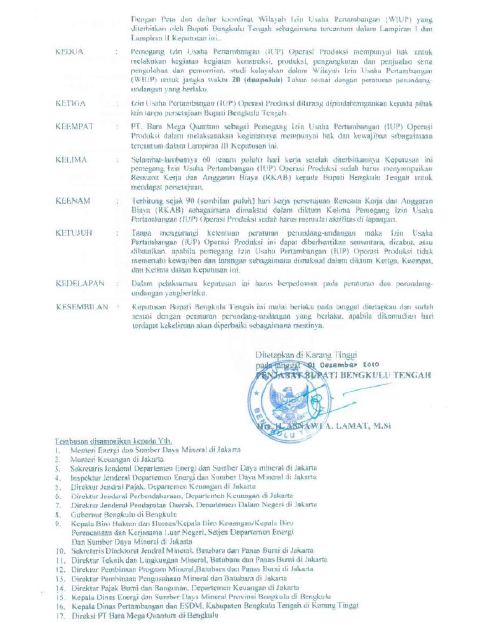 Dengan Peta dan daftar koordinat Wilayah Izin Usaha Pertambangan (WIUP) yang
diterbitkan oleh Bupati Bengkulu Tengah sebagaimana tercantum dalam Lampiran I dan
Lampiran II Keputusan ini.
KEDUA : Pemegang Izin Usaha Pertambangan (IUP) Operasi Produksi mempunyai hak untuk
melakukan kegiatan kegiatan konstruksi, produksi, pengangkutan dan penjualan serta
pengolahan dan pemurnian, studi kelayakan dalam Wilayah Izin Usaha Pertambangan
(WIUP) untuk jangka waktu 20 (duapuluh) Tahun sesuai dengan peraturan perundang-
undangan yang berlaku.
KETIGA : Izin Usaha Pertambangan (IUP) Operasi Produksi dilarang dipindahtangankan kepada pihak
lain tanpa persetujuan Bupati Bengkulu Tengah.
KEEMPAT : PT. Bara Mega Quantum sebagai Pemegang Izin Usaha Pertambangan (IUP) Operasi
Produksi dalam melaksanakan kegiatannya mempunyai hak dan kewajiban sebagaimana
tercantum dalam Lampiran III Keputusan ini.
KELIMA : Selambat-lambatnya 60 (enam puluh) hari kerja setelah diterbitkannya Keputusan ini
pemegang Izin Usaha Pertambangan (IUP) Operasi Produksi sudah harus menyampaikan
Rencana Kerja dan Anggaran Biaya (RKAB) kepada Bupati Bengkulu Tengah untuk
mendapat persetujuan.
KEENAM : Terhitung sejak 90 (sembilan puluh) hari kerja persetujuan Rencana Kerja dan Anggaran
Biaya (RKAB) sebagaimana dimaksud dalam diktum Kelima Pemegang Izin Usaha
Pertambangan (IUP) Operasi Produksi sudah harus memulai aktifitas di lapangan.
KETUJUH : Tanpa mengurangi ketentuan peraturan perundang-undangan maka Izin Usaha
Pertambangan (IUP) Operasi Produksi ini dapat diberhentikan sementara, dicabut, atau
dibatalkan, apabila pemegang Izin Usaha Pertambangan (IUP) Operasi Produksi tidak
memenuhi kewajiban dan larangan sebagaimana dimaksud dalam diktum Ketiga, Keempat,
dan Kelima dalam Keputusan ini.
KEDELAPAN : Dalam pelaksanaan keputusan ini harus berpedoman pada peraturan dan perundang-
undangan yang berlaku.
KESEMBILAN : Keputusan Bupati Bengkulu Tengah ini mulai berlaku pada tanggal ditetapkan dan sudah
sesuai dengan peraturan perundang-undangan yang berlaku, apabila dikemudian hari
terdapat kekeliruan akan diperbaiki sebagaimana mestinya.
Ditetapkan di Karang Tinggi
pada tanggal 01 Desember 2010
PENJABAT BUPATI BENGKULU TENGAH
Drs. H. ASNAWI A. LAMAT, M.Si
Tembusan disampaikan kepada Yth.
1. Menteri Energi dan Sumber Daya Mineral di Jakarta
2. Menteri Keuangan di Jakarta.
3. Sekretaris Jenderal Departemen Energi dan Sumber Daya mineral di Jakarta
4. Inspektur Jenderal Departemen Energi dan Sumber Daya Mineral di Jakarta
5. Direktur Jendral Pajak, Departemen Keuangan di Jakarta
6. Direktur Jenderal Perbendaharaan, Departemen Keuangan di Jakarta
7. Direktur Jenderal Pendapatan Daerah, Departemen Dalam Negeri di Jakarta
8. Gubernur Bengkulu di Bengkulu
9. Kepala Biro Hukum dan Humas/Kepala Biro Keuangan/Kepala Biro
Perencanaan dan Kerjasama Luar Negeri, Setjen Departemen Energi
Dan Sumber Daya Mineral di Jakarta
10. Sekretaris Direktorat Jendral Mineral, Batubara dan Panas Bumi di Jakarta
11. Direktur Teknik dan Lingkungan Mineral, Batubara dan Panas Bumi di Jakarta
12. Direktur Pembinaan Program Mineral, Batubara dan Panas Bumi di Jakarta
13. Direktur Pembinaan Pengusahaan Mineral dan Batubara di Jakarta
14. Direktur Pajak Bumi dan Bangunan, Departemen Keuangan di Jakarta
15. Kepala Dinas Energi dan Sumber Daya Mineral Provinsi Bengkulu di Bengkulu
16. Kepala Dinas Pertambangan dan ESDM, Kabupaten Bengkulu Tengah di Karang Tinggi
17. Direksi PT Bara Mega Quantum di Bengkulu